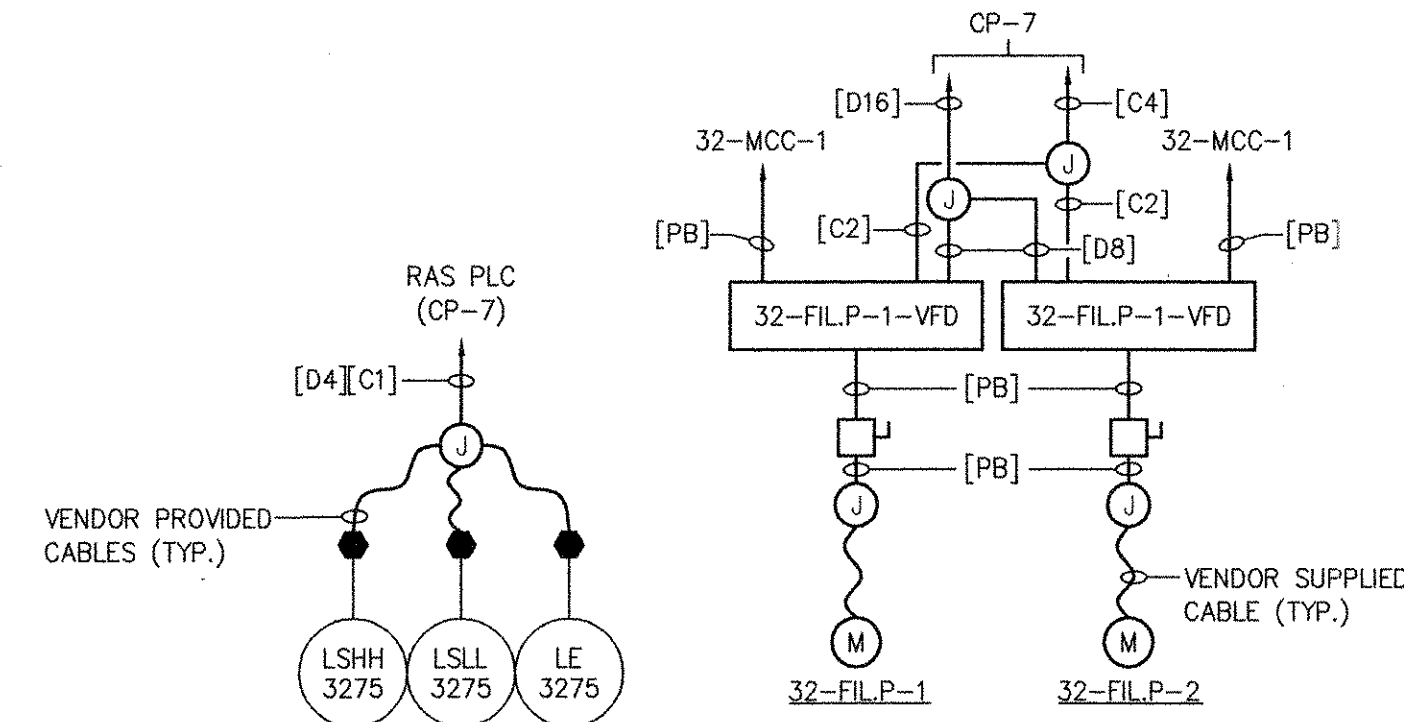 CP-7
[D16]
[C4]
32-MCC-1
32-MCC-1
J
J
[PB]
[C2]
[C2]
[PB]
[D8]
RAS PLC
(CP-7)
32-FIL.P-1-VFD
32-FIL.P-1-VFD
[D4][C1]
[PB]
J
[PB]
J
J
VENDOR PROVIDED
CABLES (TYP.)
VENDOR SUPPLIED
CABLE (TYP.)
LSHH
3275
LSLL
3275
LE
3275
M
M
32-FIL.P-1
32-FIL.P-2